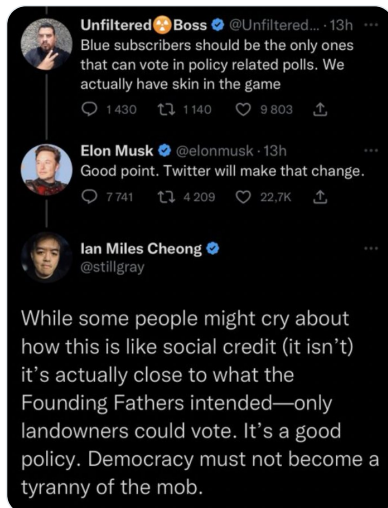 Unfiltered☢Boss @Unfiltered... · 13h ···
Blue subscribers should be the only ones
that can vote in policy related polls. We
actually have skin in the game
1 430 1 140 9 803
Elon Musk @elonmusk · 13h ···
Good point. Twitter will make that change.
7 741 4 209 22,7K
Ian Miles Cheong ···
@stillgray
While some people might cry about
how this is like social credit (it isn’t)
it’s actually close to what the
Founding Fathers intended—only
landowners could vote. It’s a good
policy. Democracy must not become a
tyranny of the mob.